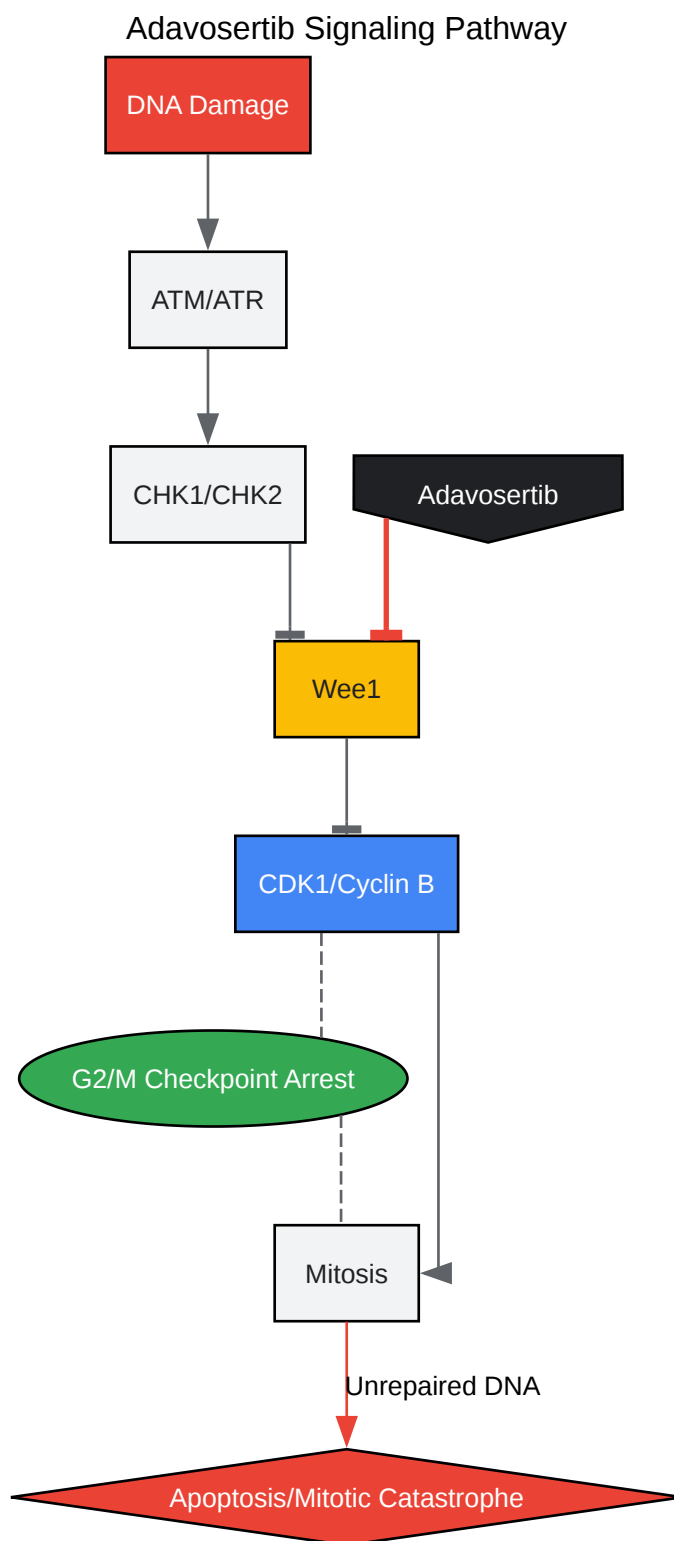 Adavosertib Signaling Pathway
DNA Damage
ATM/ATR
CHK1/CHK2
Adavosertib
Wee1
CDK1/Cyclin B
G2/M Checkpoint Arrest
Mitosis
Unrepaired DNA
Apoptosis/Mitotic Catastrophe